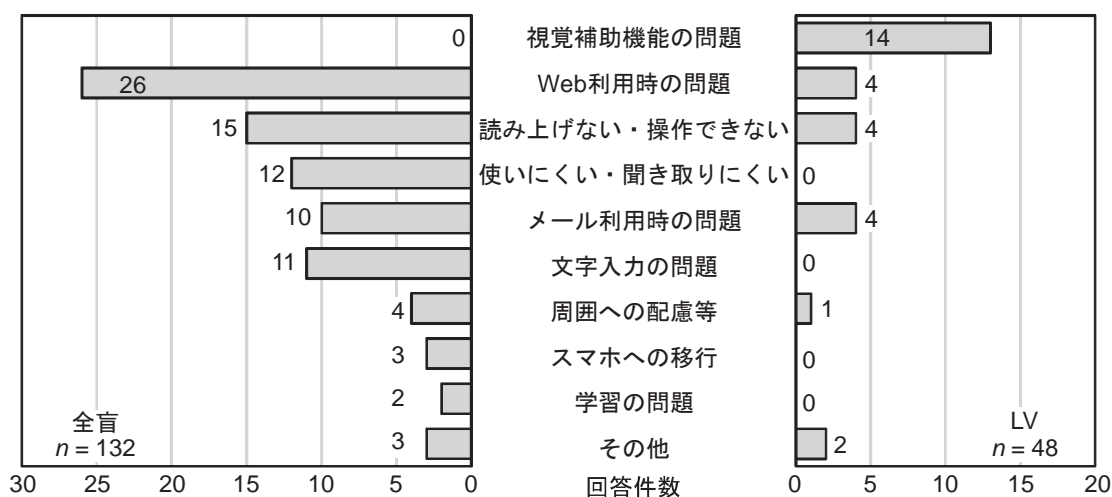 0 視覚補助機能の問題 14
26 Web利用時の問題 4
15 読み上げない・操作できない 4
12 使いにくい・聞き取りにくい 0
10 メール利用時の問題 4
11 文字入力の問題 0
4 周囲への配慮等 1
3 スマホへの移行 0
2 学習の問題 0
全盲 LV
3 その他 2
n = 132 n = 48
30 25 20 15 10 5 0 回答件数 0 5 10 15 20